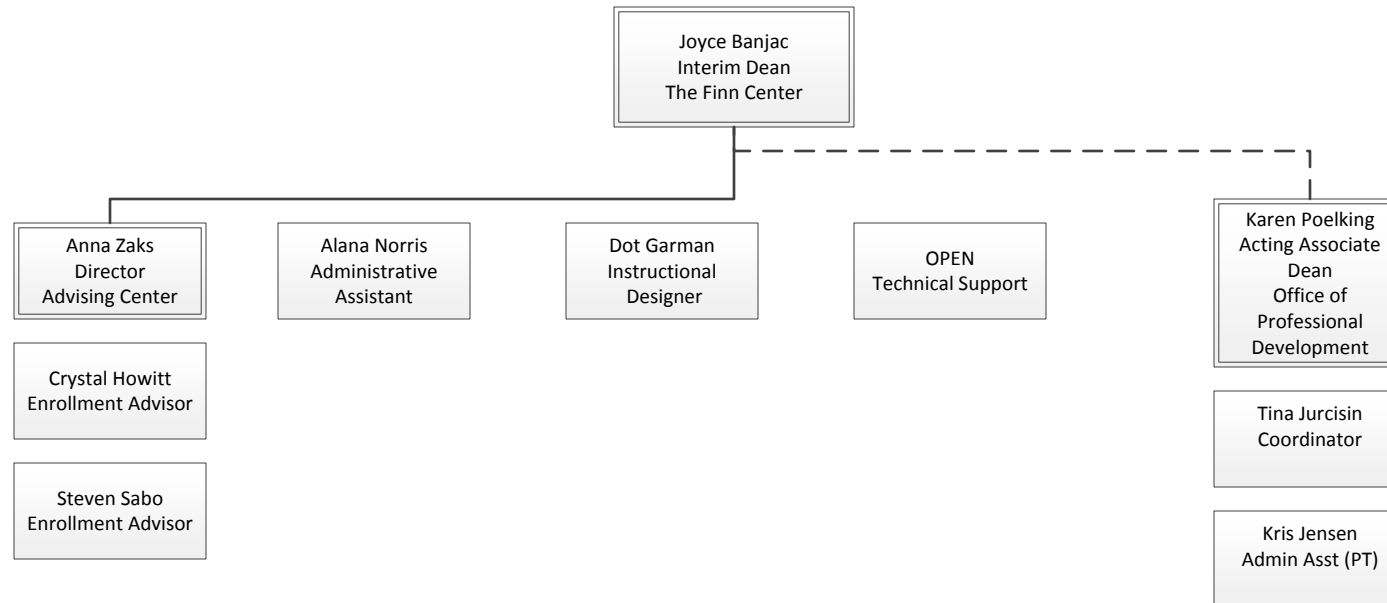 Joyce Banjac
Interim Dean
The Finn Center
Anna Zaks
Director
Advising Center
Alana Norris
Administrative
Assistant
Dot Garman
Instructional
Designer
OPEN
Technical Support
Karen Poelking
Acting Associate
Dean
Office of
Professional
Development
Crystal Howitt
Enrollment Advisor
Tina Jurcisin
Coordinator
Steven Sabo
Enrollment Advisor
Kris Jensen
Admin Asst (PT)